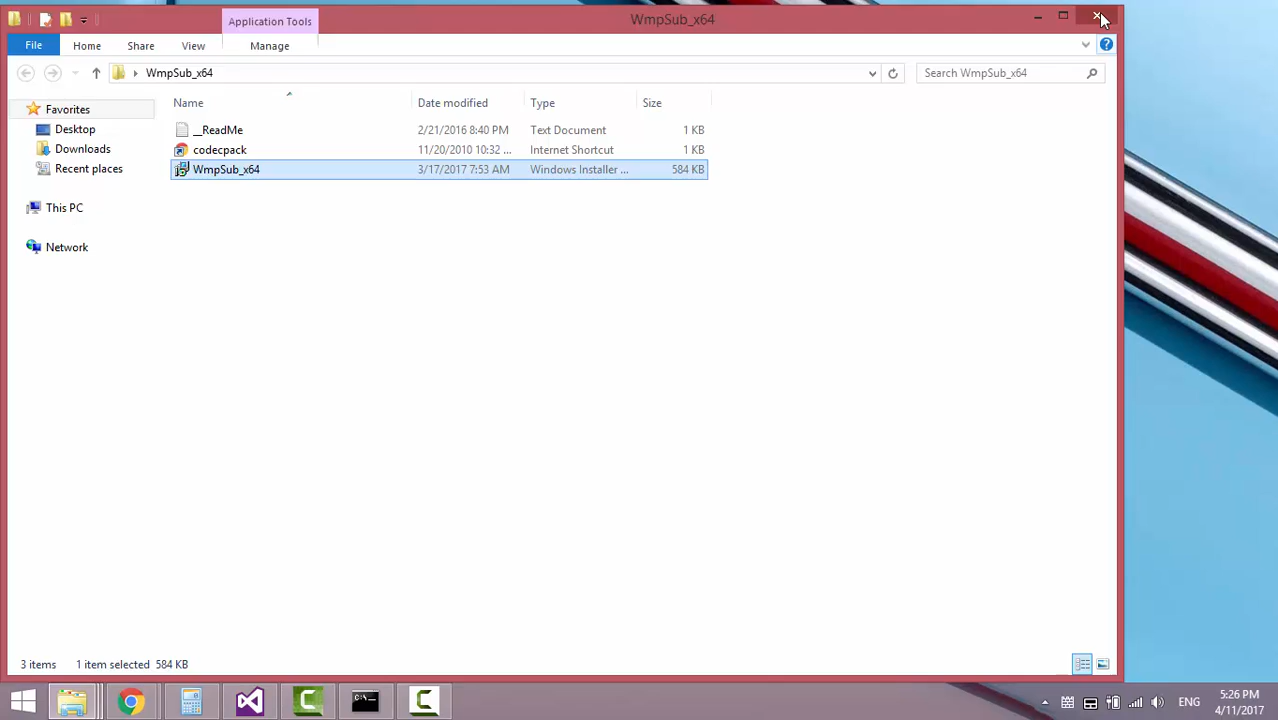 Application Tools
WmpSub_x64
File Home Share View Manage
WmpSub_x64
Search WmpSub_x64
Name Date modified Type Size
Favorites
Desktop
Downloads
Recent places
This PC
Network
__ReadMe 2/21/2016 8:40 PM Text Document 1 KB
codecpack 11/20/2010 10:32 ... Internet Shortcut 1 KB
WmpSub_x64 3/17/2017 7:53 AM Windows Installer ... 584 KB
3 items 1 item selected 584 KB
C:\_
ENG
5:26 PM
4/11/2017